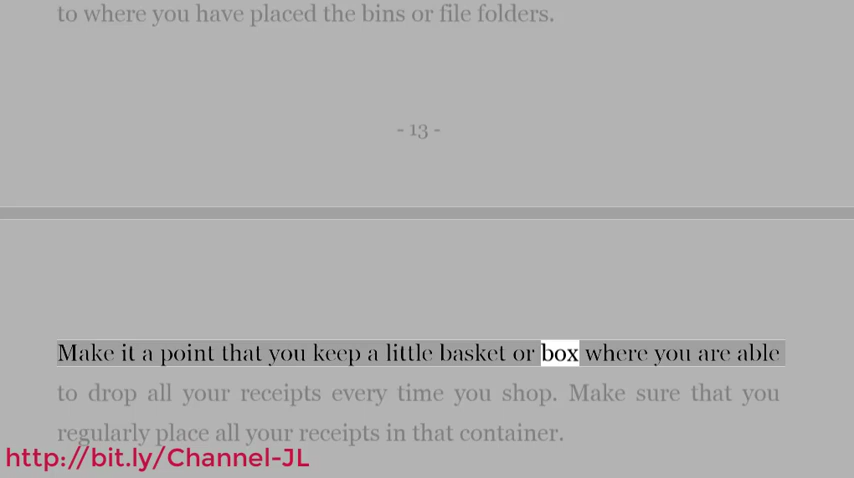 to where you have placed the bins or file folders.
- 13 -
Make it a point that you keep a little basket or box where you are able
to drop all your receipts every time you shop. Make sure that you
regularly place all your receipts in that container.
http://bit.ly/Channel-JL